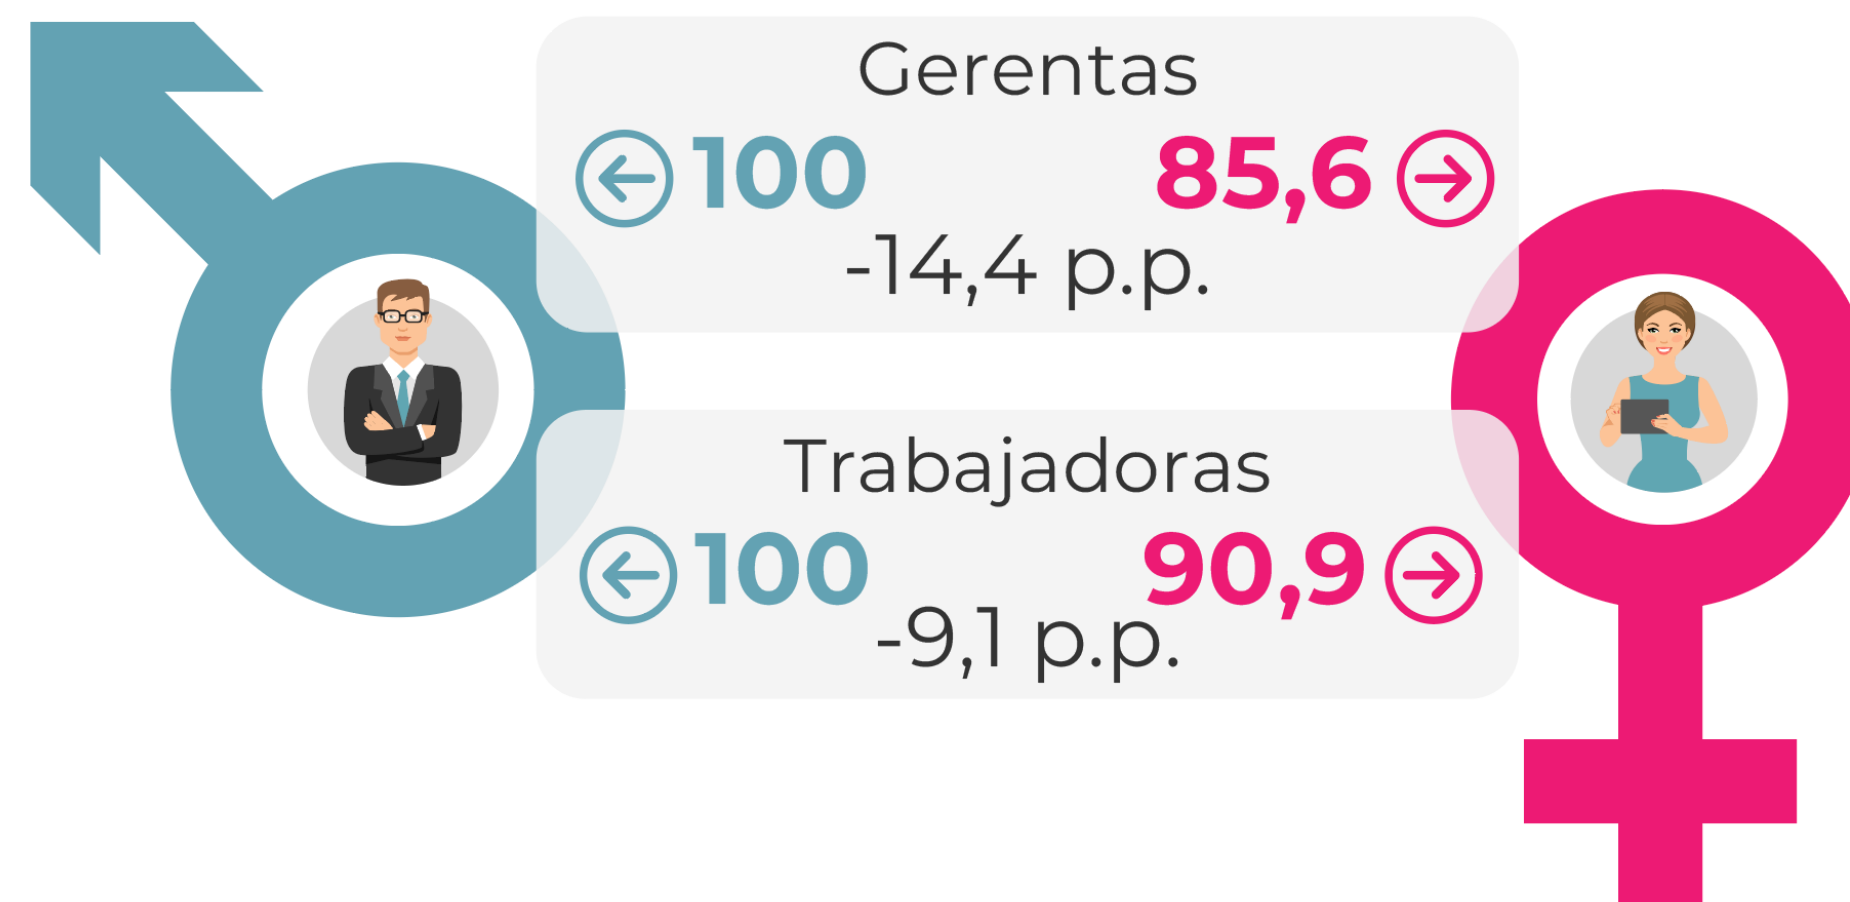 Gerentas
100 85,6
-14,4 p.p.
Trabajadoras
100 90,9
-9,1 p.p.